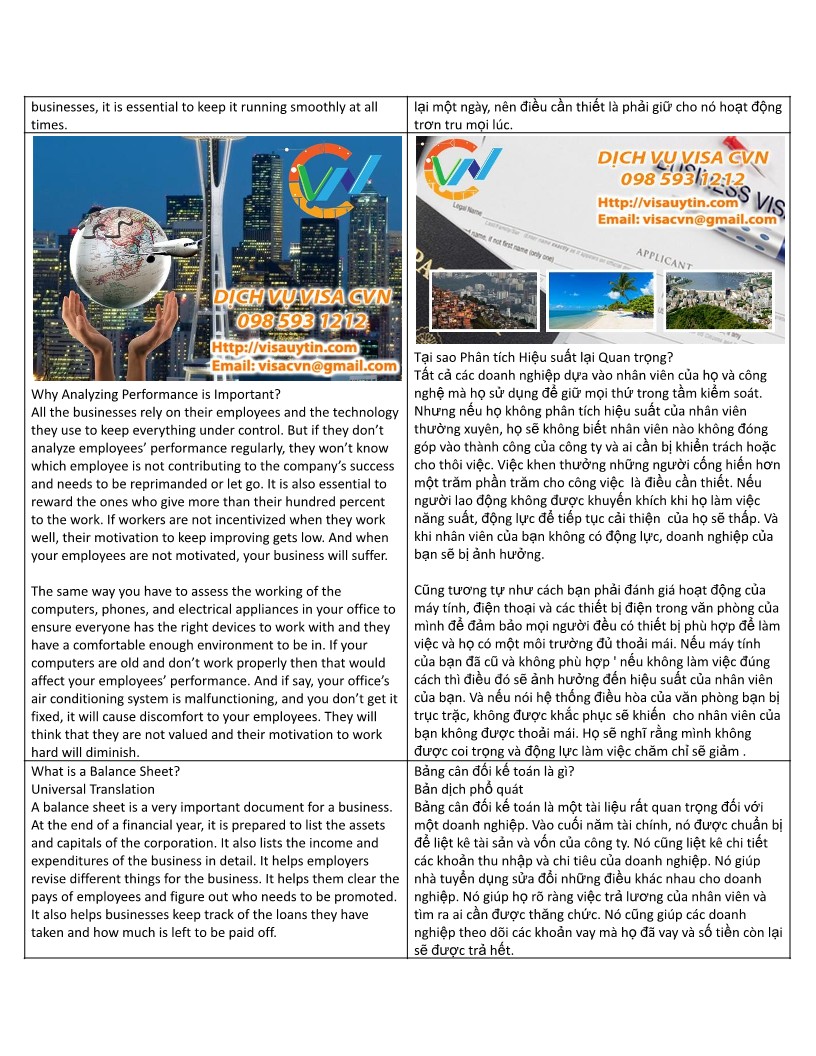 businesses, it is essential to keep it running smoothly at all
times.
lại một ngày, nên điều cần thiết là phải giữ cho nó hoạt động
trơn tru mọi lúc.
CVN
DỊCH VỤ VISA CVN
098 593 1212
Http://visauytin.com
Email: visacvn@gmail.com
Why Analyzing Performance is Important?
All the businesses rely on their employees and the technology
they use to keep everything under control. But if they don’t
analyze employees’ performance regularly, they won’t know
which employee is not contributing to the company’s success
and needs to be reprimanded or let go. It is also essential to
reward the ones who give more than their hundred percent
to the work. If workers are not incentivized when they work
well, their motivation to keep improving gets low. And when
your employees are not motivated, your business will suffer.
The same way you have to assess the working of the
computers, phones, and electrical appliances in your office to
ensure everyone has the right devices to work with and they
have a comfortable enough environment to be in. If your
computers are old and don’t work properly then that would
affect your employees’ performance. And if say, your office’s
air conditioning system is malfunctioning, and you don’t get it
fixed, it will cause discomfort to your employees. They will
think that they are not valued and their motivation to work
hard will diminish.
CVN
DỊCH VỤ VISA CVN
098 593 1212
BUSINESS VIS
Http://visauytin.com
Email: visacvn@gmail.com
Legal Name
name, if not first name (only one)
APPLICANT
Tại sao Phân tích Hiệu suất lại Quan trọng?
Tất cả các doanh nghiệp dựa vào nhân viên của họ và công
nghệ mà họ sử dụng để giữ mọi thứ trong tầm kiểm soát.
Nhưng nếu họ không phân tích hiệu suất của nhân viên
thường xuyên, họ sẽ không biết nhân viên nào không đóng
góp vào thành công của công ty và ai cần bị khiển trách hoặc
cho thôi việc. Việc khen thưởng những người cống hiến hơn
một trăm phần trăm cho công việc  là điều cần thiết. Nếu
người lao động không được khuyến khích khi họ làm việc
năng suất, động lực để tiếp tục cải thiện  của họ sẽ thấp. Và
khi nhân viên của bạn không có động lực, doanh nghiệp của
bạn sẽ bị ảnh hưởng.
Cũng tương tự như cách bạn phải đánh giá hoạt động của
máy tính, điện thoại và các thiết bị điện trong văn phòng của
mình để đảm bảo mọi người đều có thiết bị phù hợp để làm
việc và họ có một môi trường đủ thoải mái. Nếu máy tính
của bạn đã cũ và không phù hợp ' nếu không làm việc đúng
cách thì điều đó sẽ ảnh hưởng đến hiệu suất của nhân viên
của bạn. Và nếu nói hệ thống điều hòa của văn phòng bạn bị
trục trặc, không được khắc phục sẽ khiến  cho nhân viên của
bạn không được thoải mái. Họ sẽ nghĩ rằng mình không
được coi trọng và động lực làm việc chăm chỉ sẽ giảm .
What is a Balance Sheet?
Universal Translation
A balance sheet is a very important document for a business.
At the end of a financial year, it is prepared to list the assets
and capitals of the corporation. It also lists the income and
expenditures of the business in detail. It helps employers
revise different things for the business. It helps them clear the
pays of employees and figure out who needs to be promoted.
It also helps businesses keep track of the loans they have
taken and how much is left to be paid off.
Bảng cân đối kế toán là gì?
Bản dịch phổ quát
Bảng cân đối kế toán là một tài liệu rất quan trọng đối với
một doanh nghiệp. Vào cuối năm tài chính, nó được chuẩn bị
để liệt kê tài sản và vốn của công ty. Nó cũng liệt kê chi tiết
các khoản thu nhập và chi tiêu của doanh nghiệp. Nó giúp
nhà tuyển dụng sửa đổi những điều khác nhau cho doanh
nghiệp. Nó giúp họ rõ ràng việc trả lương của nhân viên và
tìm ra ai cần được thăng chức. Nó cũng giúp các doanh
nghiệp theo dõi các khoản vay mà họ đã vay và số tiền còn lại
sẽ được trả hết.